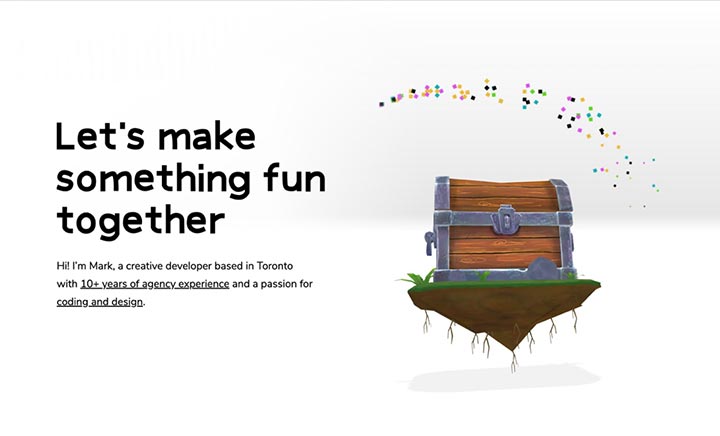 Let's make
something fun
together
Hi! I'm Mark, a creative developer based in Toronto
with 10+ years of agency experience and a passion for
coding and design.